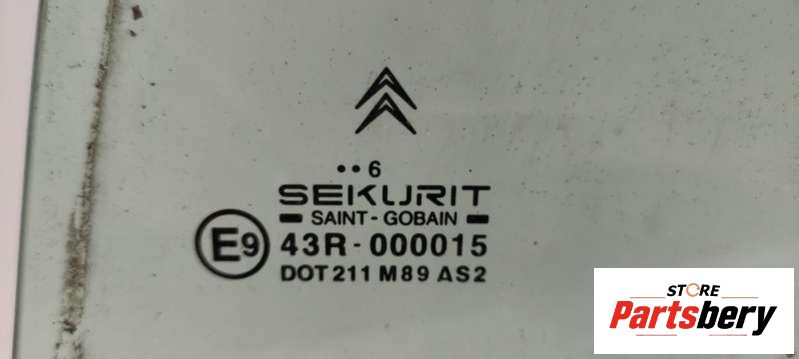 ••6
SEKURIT
SAINT-GOBAIN
E9 43R-000015
DOT 211 M89 AS2
STORE
Partsbery